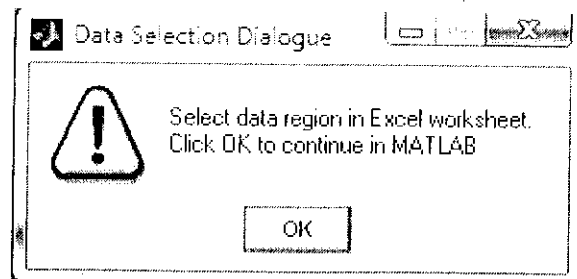 Data Selection Dialogue
Select data region in Excel worksheet.
Click OK to continue in MATLAB
OK